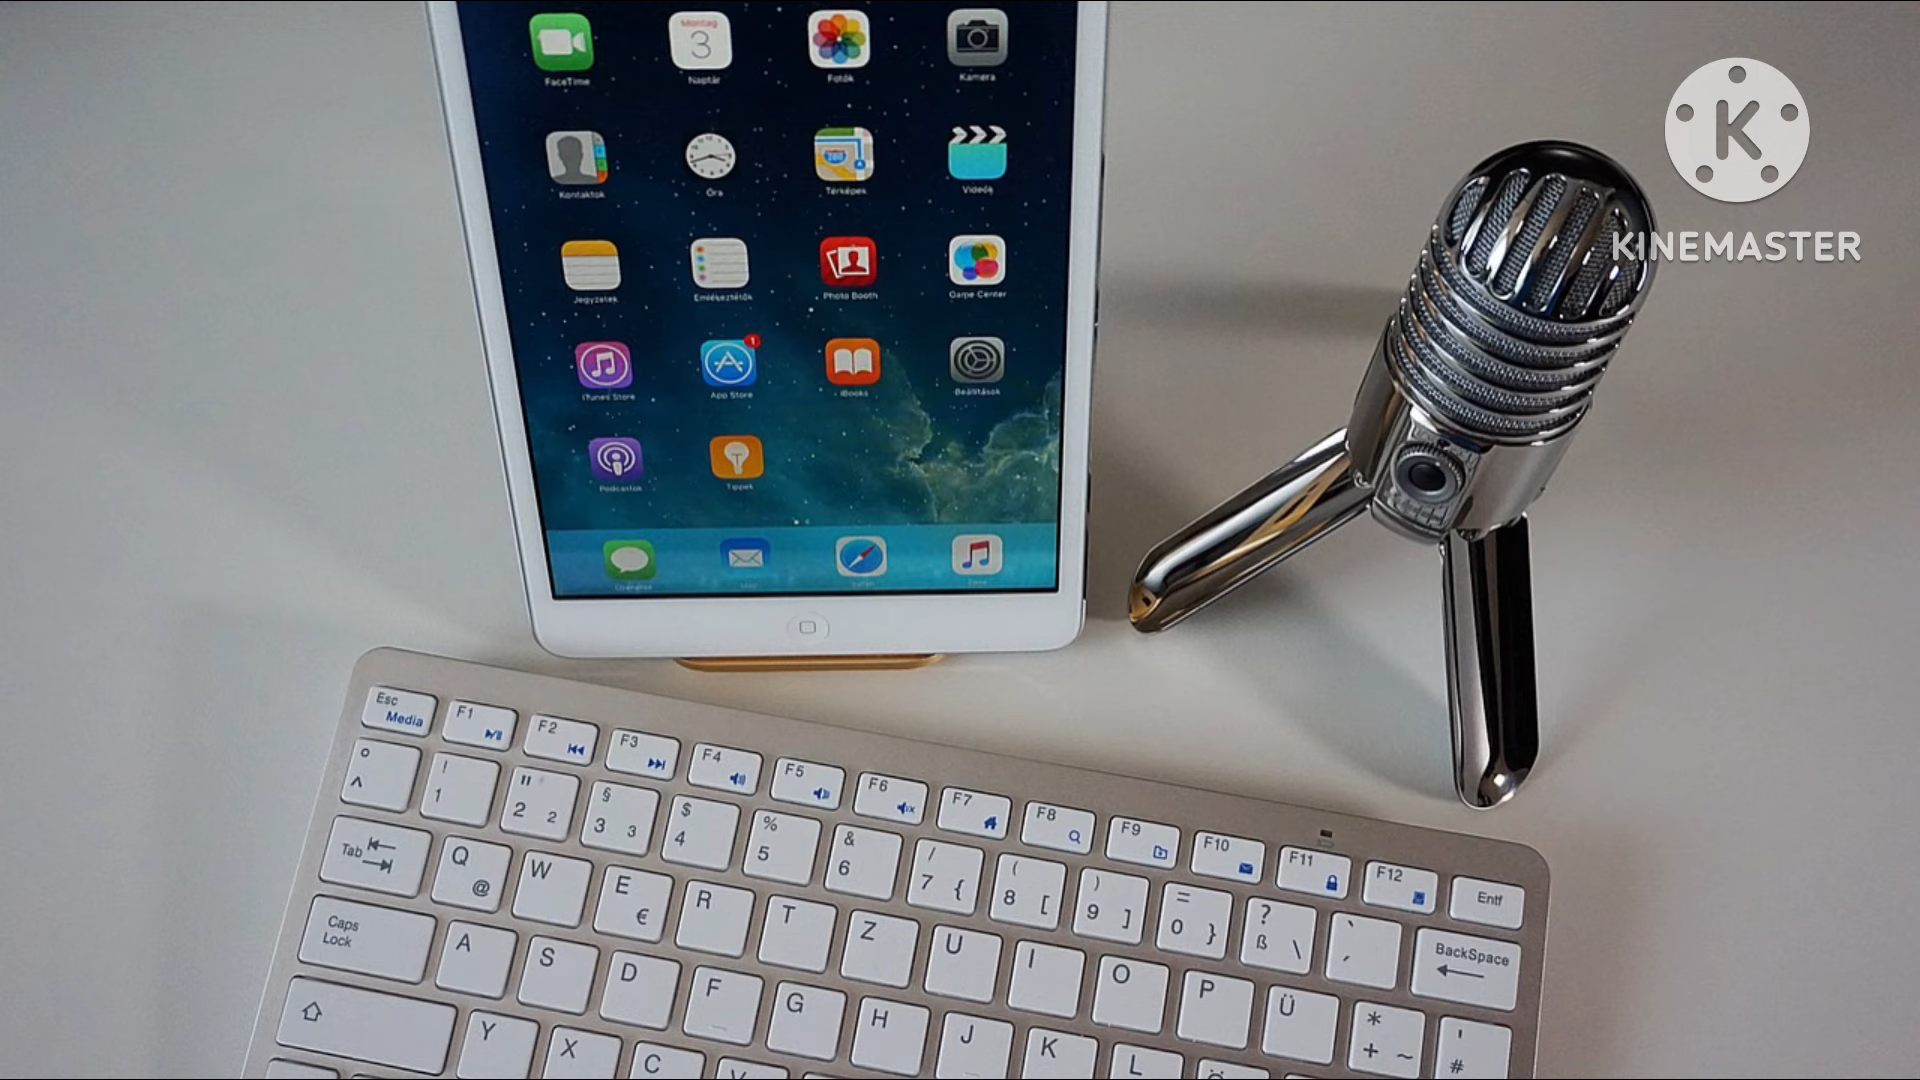 Montag
3
FaceTime
Naptár
Fotók
Kamera
K
KINEMASTER
280
Kontaktok
Óra
Térképek
Videók
Jegyzetek
Emlékeztetők
Photo Booth
Game Center
1
iTunes Store
App Store
iBooks
Beállítások
Podcastok
Tippek
Esc Media
F1
F2
F3
F4
F5
F6
F7
F8
F9
F10
F11
F12
Entf
° ^
! 1
" 2 ²
§ 3 ³
$ 4
% 5
& 6
/ 7 {
( 8 [
) 9 ]
= 0 }
? ß \
BackSpace
Tab
Q @
W
E €
R
T
Z
U
I
O
P
Ü
* + ~
Caps Lock
A
S
D
F
G
H
J
K
L
Ö
' #
Y
X
C
V